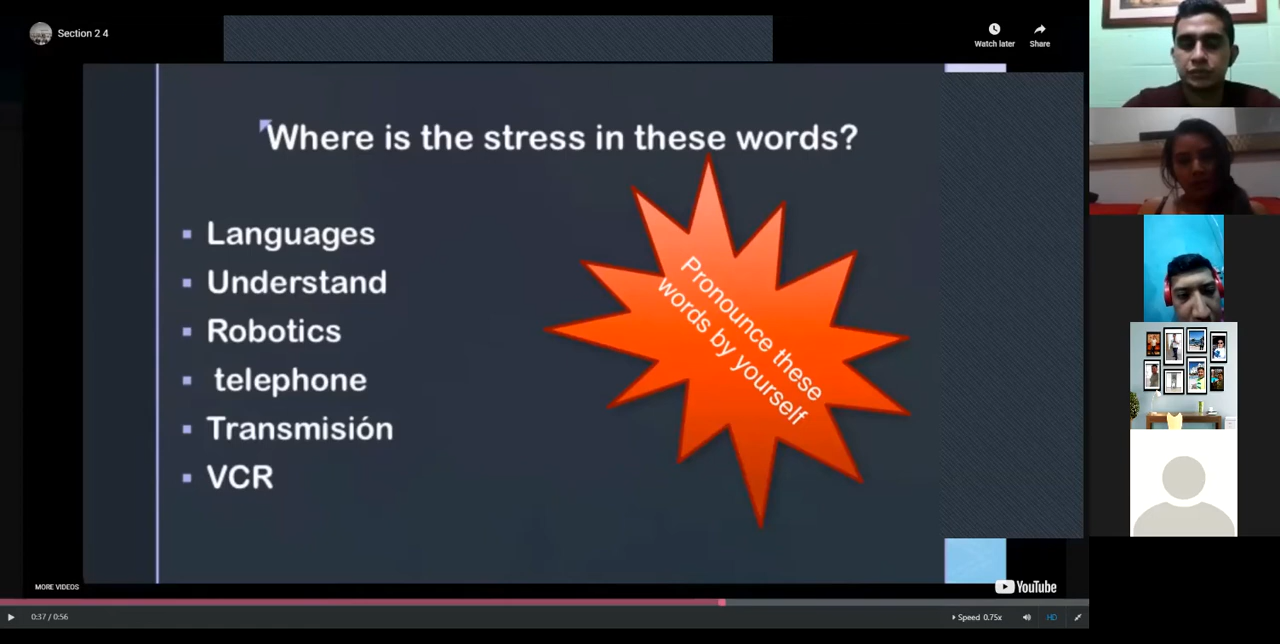 Section 2 4
Watch later
Share
Where is the stress in these words?
Languages
Understand
Robotics
telephone
Transmisión
VCR
Pronounce these
words by yourself
MORE VIDEOS
YouTube
0:37 / 0:56
Speed 0.75x
HD